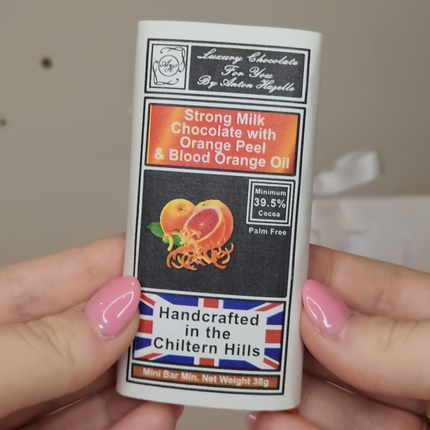 Luxury Chocolate
For You
By Anton Hazelle
Strong Milk
Chocolate with
Orange Peel
& Blood Orange Oil
Minimum
39.5%
Cocoa
Palm Free
Handcrafted
in the
Chiltern Hills
Mini Bar Min. Net Weight 38g